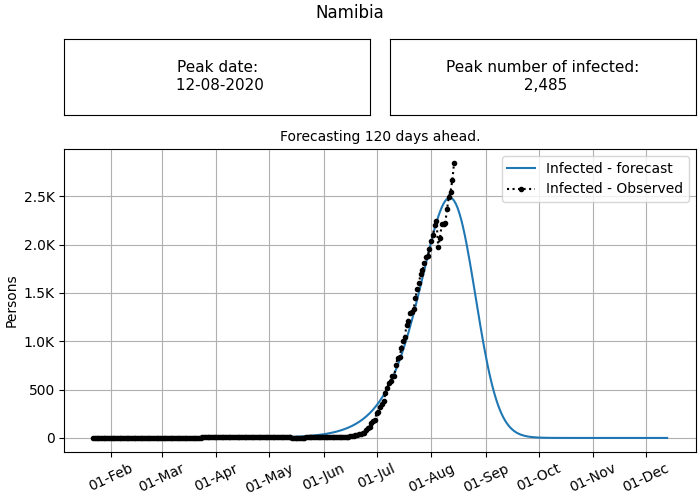 Namibia
Peak date:
12-08-2020
Peak number of infected:
2,485
Forecasting 120 days ahead.
Infected - forecast
Infected - Observed
Persons
2.5K
2.0K
1.5K
1.0K
500
0
01-Feb
01-Mar
01-Apr
01-May
01-Jun
01-Jul
01-Aug
01-Sep
01-Oct
01-Nov
01-Dec